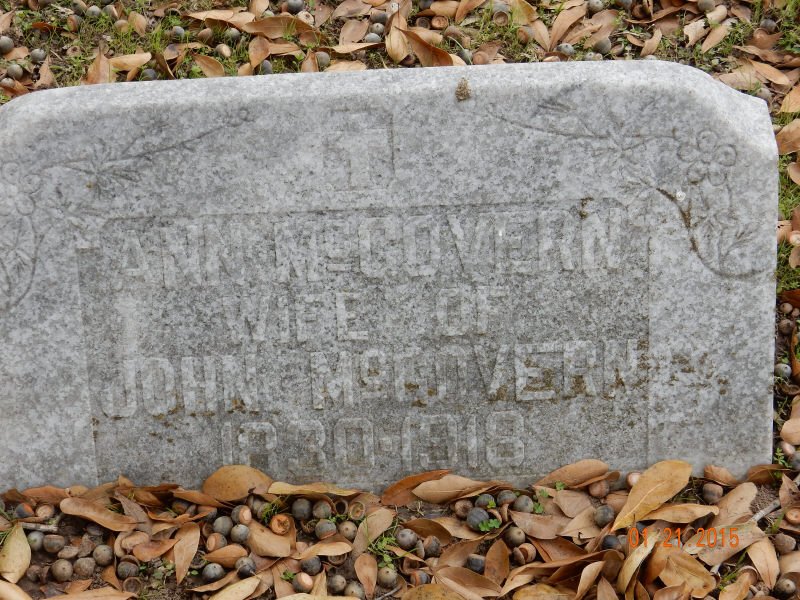 ANN McGOVERN
WIFE OF
JOHN McGOVERN
1830-1918
01 21 2015